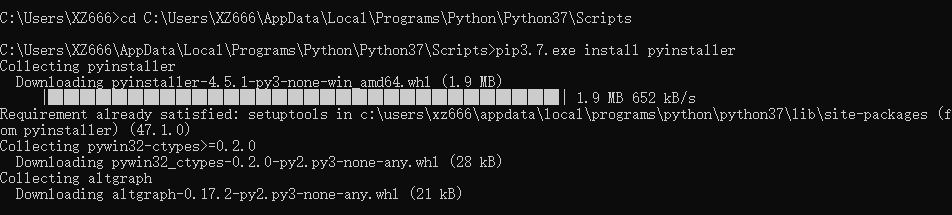 C:\Users\XZ666>cd C:\Users\XZ666\AppData\Local\Programs\Python\Python37\Scripts
C:\Users\XZ666\AppData\Local\Programs\Python\Python37\Scripts>pip3.7.exe install pyinstaller
Collecting pyinstaller
Downloading pyinstaller-4.5.1-py3-none-win_amd64.whl (1.9 MB)
|████████████████████████████████| 1.9 MB 652 kB/s
Requirement already satisfied: setuptools in c:\users\xz666\appdata\local\programs\python\python37\lib\site-packages (fr
om pyinstaller) (47.1.0)
Collecting pywin32-ctypes>=0.2.0
Downloading pywin32_ctypes-0.2.0-py2.py3-none-any.whl (28 kB)
Collecting altgraph
Downloading altgraph-0.17.2-py2.py3-none-any.whl (21 kB)